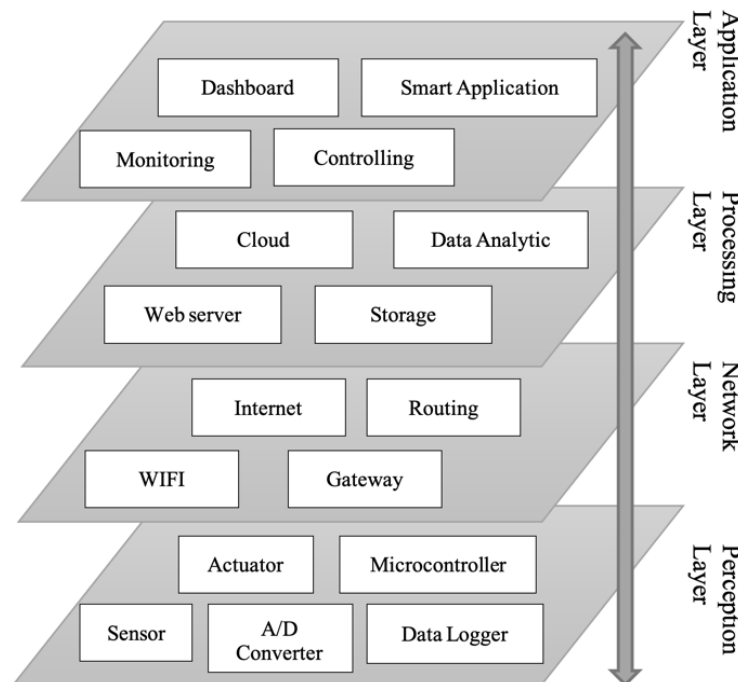 Application
Layer
Dashboard
Smart Application
Monitoring
Controlling
Processing
Layer
Cloud
Data Analytic
Web server
Storage
Network
Layer
Internet
Routing
WIFI
Gateway
Perception
Layer
Actuator
Microcontroller
Sensor
A/D
Converter
Data Logger